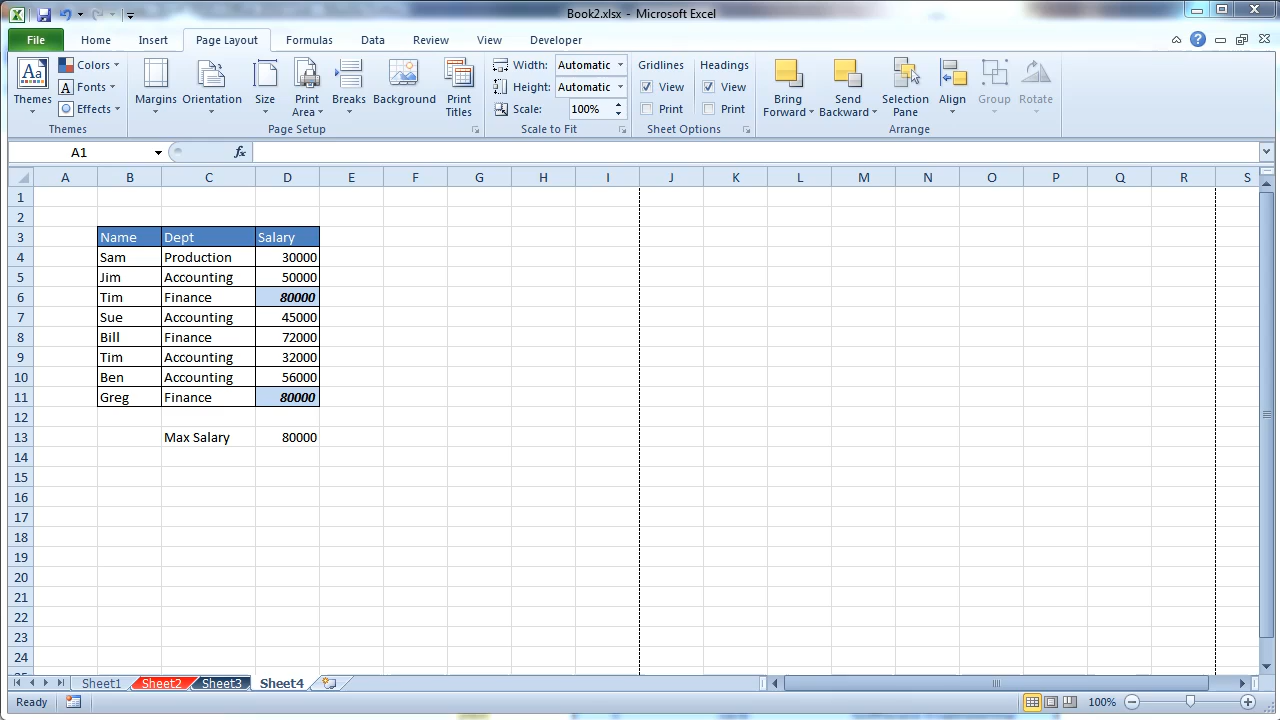 Book2.xlsx - Microsoft Excel
File Home Insert Page Layout Formulas Data Review View Developer
Themes Colors Fonts Effects Themes
Margins Orientation Size Print Area Breaks Background Print Titles Page Setup
Width: Automatic
Height: Automatic
Scale: 100%
Scale to Fit
Gridlines Headings
View View
Print Print
Sheet Options
Bring Forward Send Backward Selection Pane Align Group Rotate
Arrange
A1 fx
A B C D E F G H I J K L M N O P Q R S
1
2
3 Name Dept Salary
4 Sam Production 30000
5 Jim Accounting 50000
6 Tim Finance 80000
7 Sue Accounting 45000
8 Bill Finance 72000
9 Tim Accounting 32000
10 Ben Accounting 56000
11 Greg Finance 80000
12
13 Max Salary 80000
14
15
16
17
18
19
20
21
22
23
24
Sheet1 Sheet2 Sheet3 Sheet4
Ready 100%